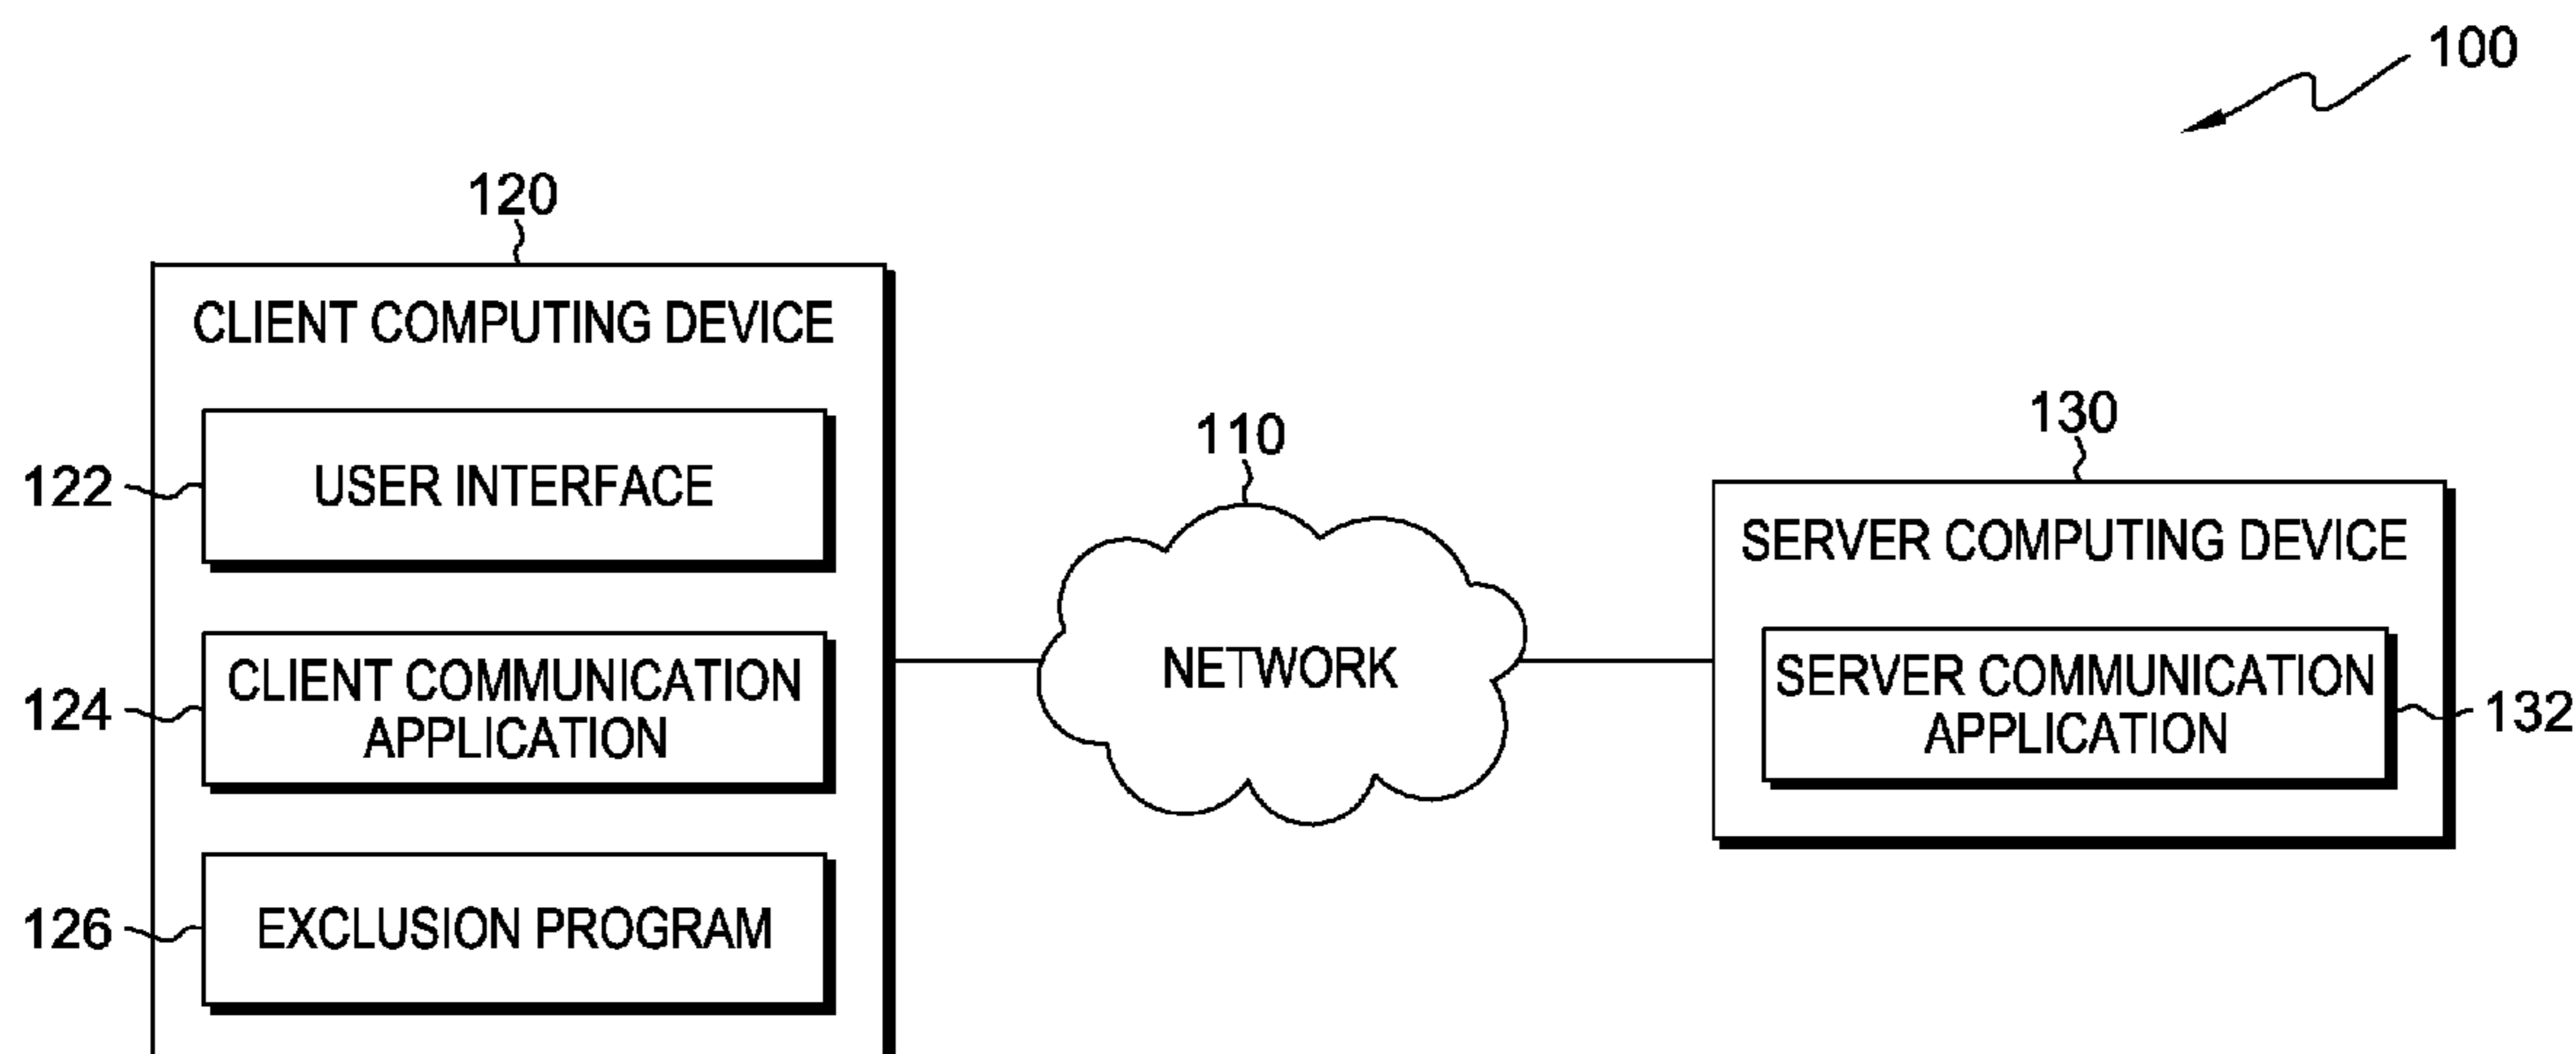 100
120
CLIENT COMPUTING DEVICE
122
USER INTERFACE
124
CLIENT COMMUNICATION
APPLICATION
126
EXCLUSION PROGRAM
110
NETWORK
130
SERVER COMPUTING DEVICE
SERVER COMMUNICATION
APPLICATION
132